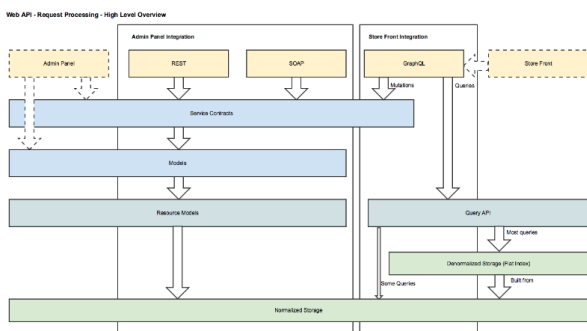 Web API - Request Processing - High Level Overview
Admin Panel Integration
Store Front Integration
Admin Panel
REST
SOAP
GraphQL
Store Front
Mutations
Queries
Service Contracts
Models
Resource Models
Query API
Most queries
Denormalized Storage (Flat Index)
Some Queries
Built from
Normalized Storage